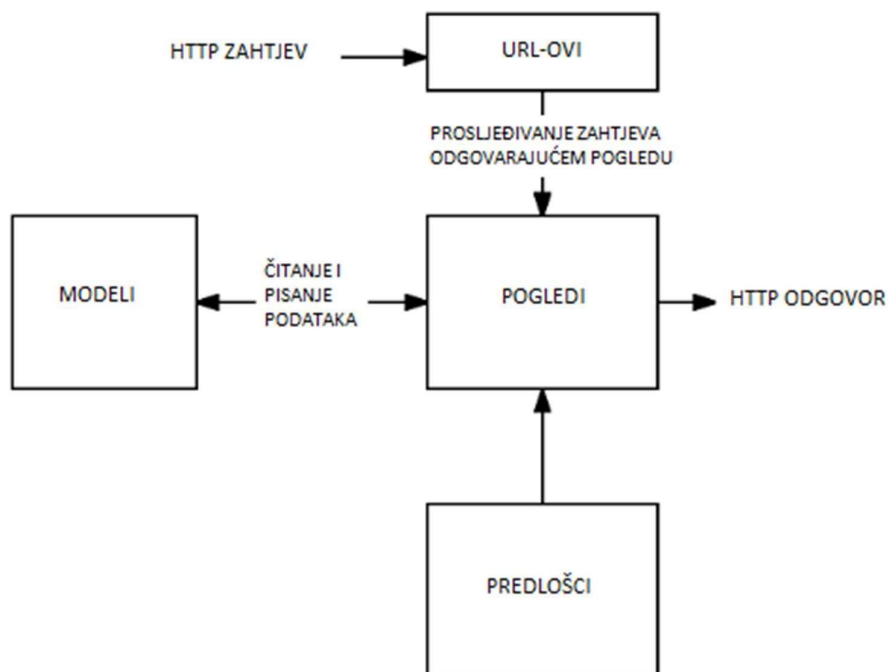 HTTP ZAHTJEV
URL-OVI
PROSLJEĐIVANJE ZAHTJEVA
ODGOVARAJUĆEM POGLEDU
MODELI
ČITANJE I
PISANJE
PODATAKA
POGLEDI
HTTP ODGOVOR
PREDLOŠCI